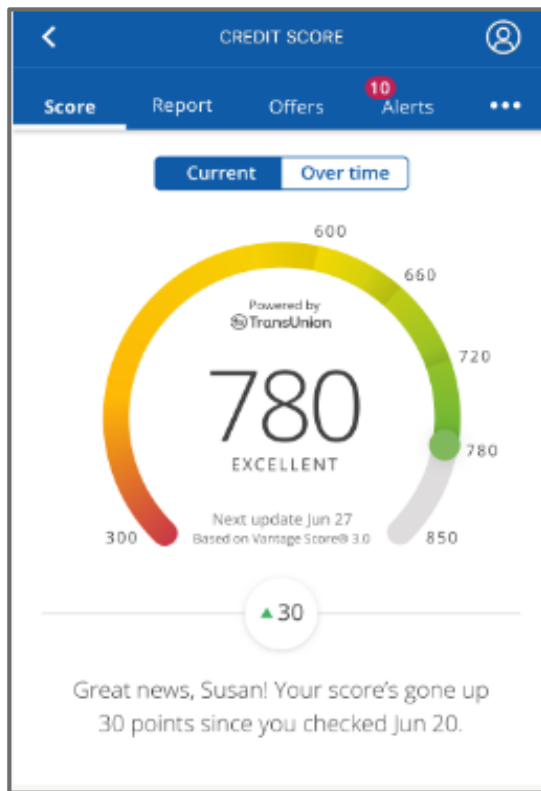 CREDIT SCORE
Score Report Offers 10 Alerts
Current Over time
600
660
Powered by
TransUnion
720
780
EXCELLENT
780
Next update Jun 27
300 Based on Vantage Score® 3.0 850
30
Great news, Susan! Your score's gone up
30 points since you checked Jun 20.